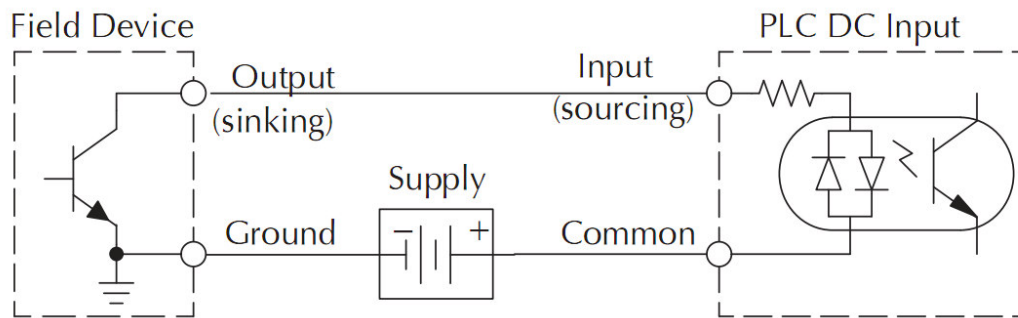 Field Device
PLC DC Input
Output
(sinking)
Input
(sourcing)
Supply
Ground
− +
Common